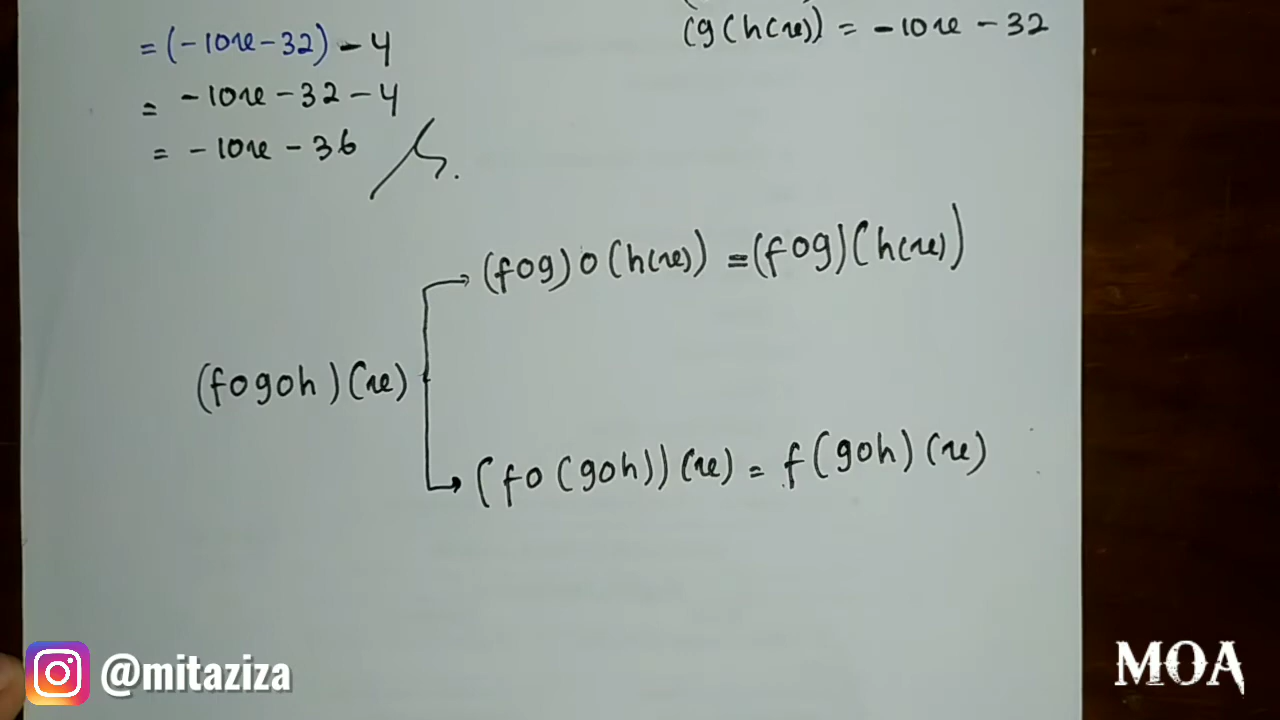 = (-10x-32) - 4
(g(h(x)) = -10x - 32
= -10x - 32 - 4
= -10x - 36
(fog)o(h(x)) = (fog)(h(x))
(fogoh)(x)
(fo(goh))(x) = f(goh)(x)
@mitaziza
MOA